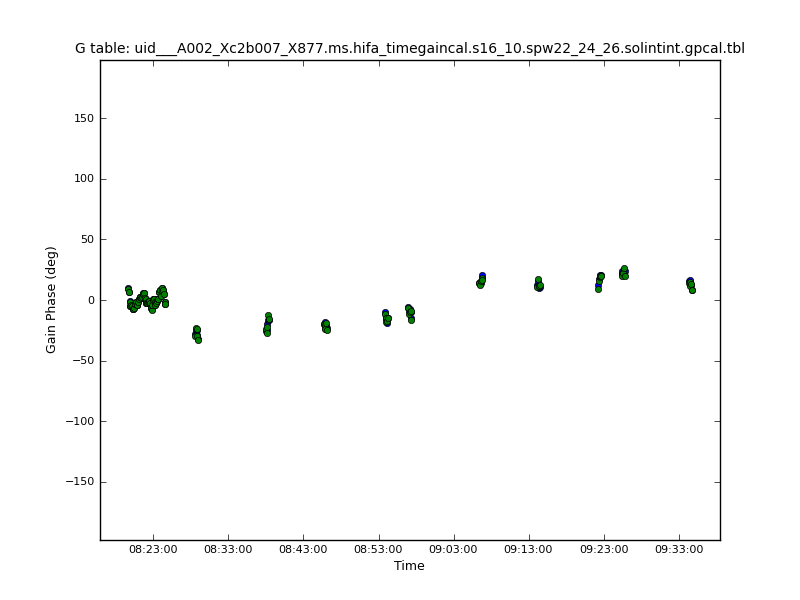 G table: uid___A002_Xc2b007_X877.ms.hifa_timegaincal.s16_10.spw22_24_26.solintint.gpcal.tbl
150
100
50
0
−50
−100
−150
Gain Phase (deg)
08:23:00 08:33:00 08:43:00 08:53:00 09:03:00 09:13:00 09:23:00 09:33:00
Time